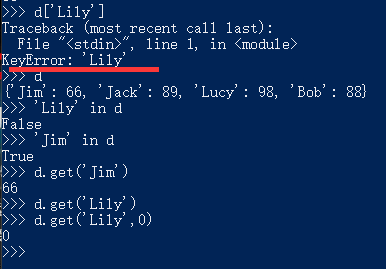 >>> d['Lily']
Traceback (most recent call last):
  File "<stdin>", line 1, in <module>
KeyError: 'Lily'
>>> d
{'Jim': 66, 'Jack': 89, 'Lucy': 98, 'Bob': 88}
>>> 'Lily' in d
False
>>> 'Jim' in d
True
>>> d.get('Jim')
66
>>> d.get('Lily')
>>> d.get('Lily',0)
0
>>>